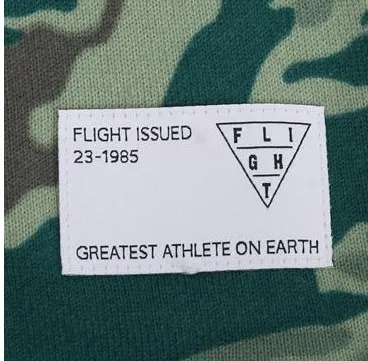 FLIGHT ISSUED
23-1985
F L I
G H
T
GREATEST ATHLETE ON EARTH